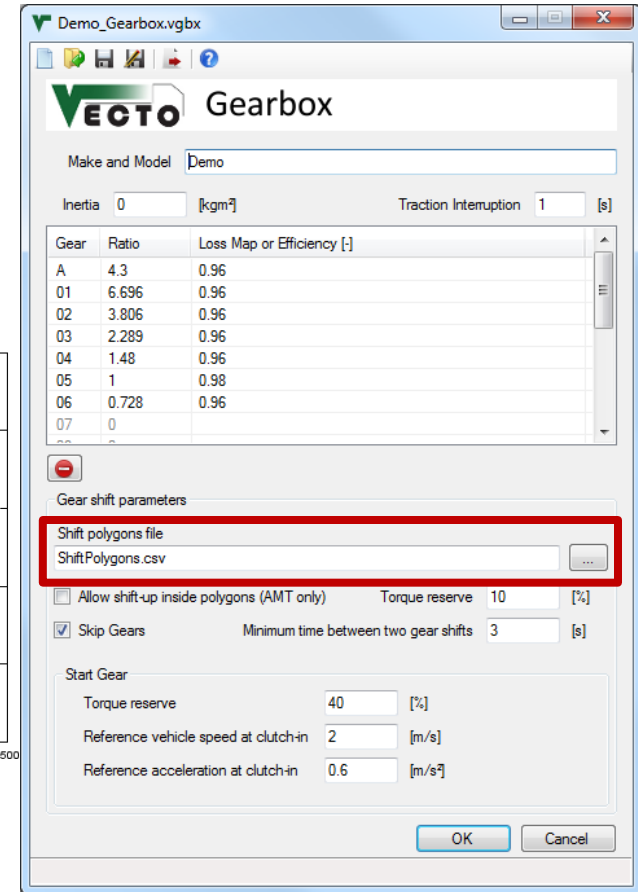 Demo_Gearbox.vgbx
VECTO Gearbox
Make and Model Demo
Inertia 0 [kgm²] Traction Interruption 1 [s]
Gear Ratio Loss Map or Efficiency [-]
A 4.3 0.96
01 6.696 0.96
02 3.806 0.96
03 2.289 0.96
04 1.48 0.96
05 1 0.98
06 0.728 0.96
07 0
Gear shift parameters
Shift polygons file
ShiftPolygons.csv ...
Allow shift-up inside polygons (AMT only) Torque reserve 10 [%]
Skip Gears Minimum time between two gear shifts 3 [s]
Start Gear
Torque reserve 40 [%]
Reference vehicle speed at clutch-in 2 [m/s]
500
Reference acceleration at clutch-in 0.6 [m/s²]
OK Cancel